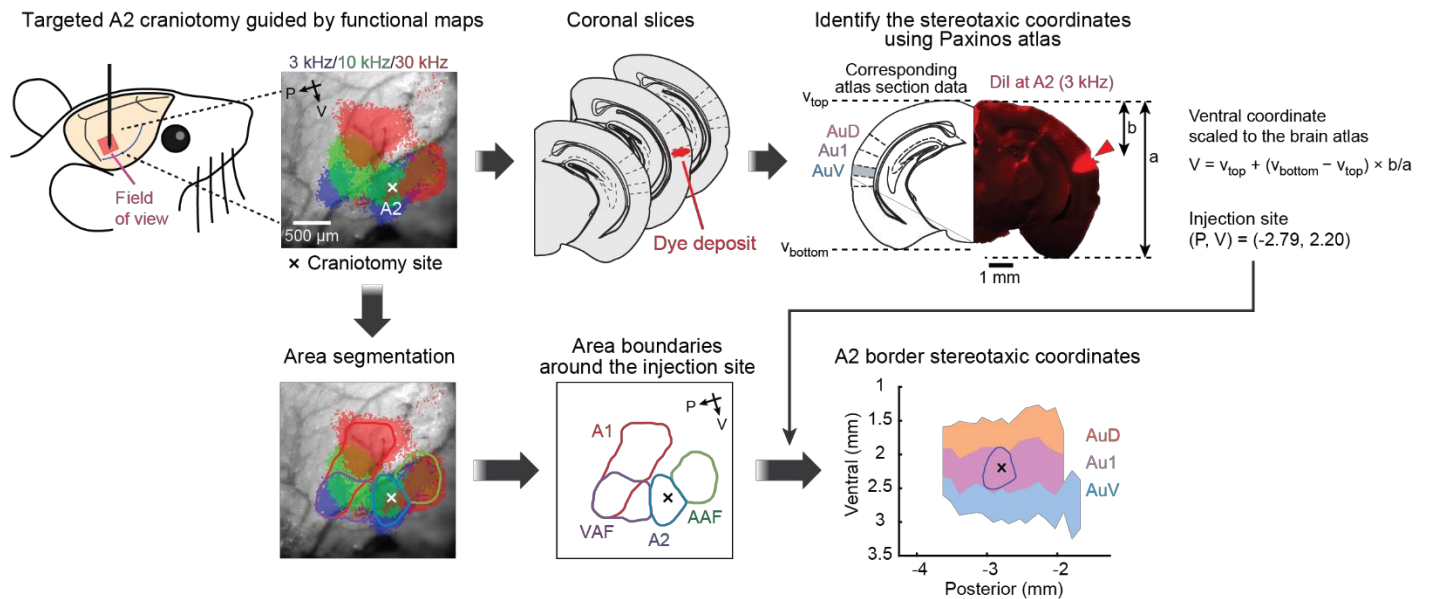 Targeted A2 craniotomy guided by functional maps
3 kHz/10 kHz/30 kHz
P
V
A2
500 µm
Field
of view
× Craniotomy site
Coronal slices
Dye deposit
Identify the stereotaxic coordinates
using Paxinos atlas
Corresponding
atlas section data
DiI at A2 (3 kHz)
v_top
AuD
Au1
AuV
v_bottom
b
a
1 mm
Ventral coordinate
scaled to the brain atlas
V = v_top + (v_bottom − v_top) × b/a
Injection site
(P, V) = (-2.79, 2.20)
Area segmentation
Area boundaries
around the injection site
P
V
A1
VAF
A2
AAF
A2 border stereotaxic coordinates
Ventral (mm)
1
1.5
2
2.5
3
3.5
-4
-3
-2
Posterior (mm)
AuD
Au1
AuV